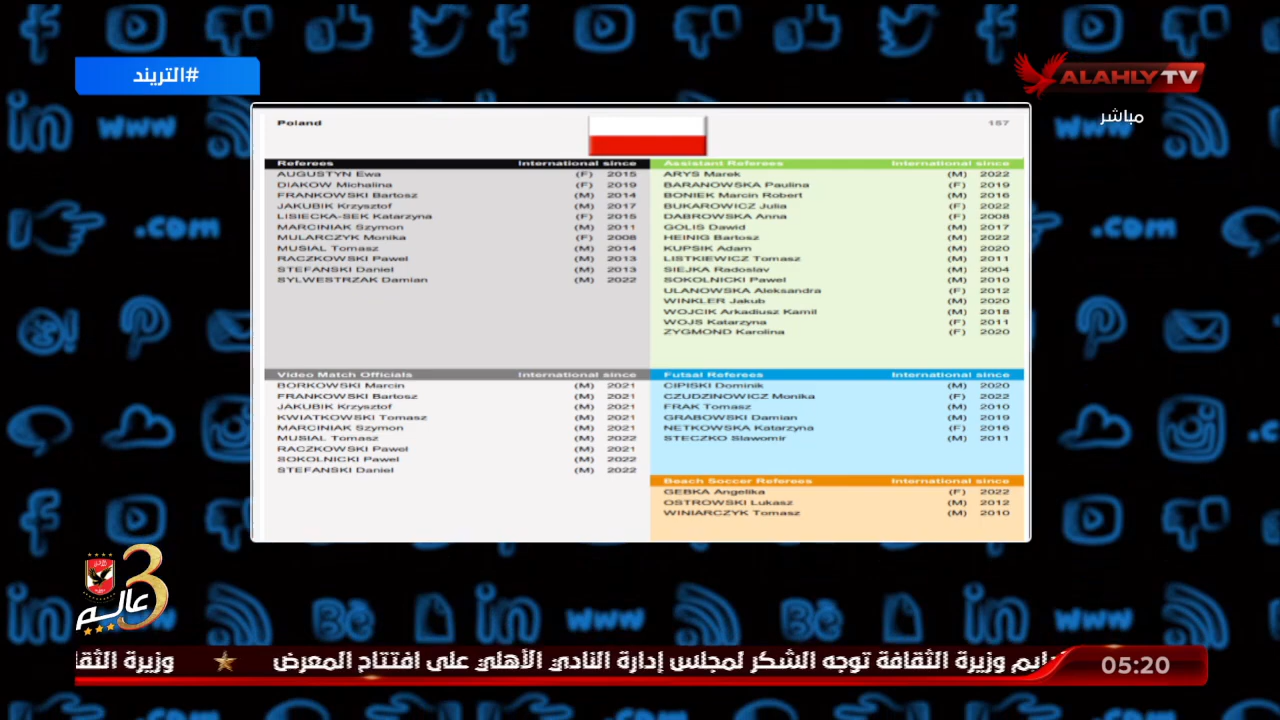 #التريند
ALAHLY TV
مباشر
Poland
157
Referees International since
AUGUSTYN Ewa (F) 2015
DIAKOW Michalina (F) 2019
FRANKOWSKI Bartosz (M) 2014
JAKUBIK Krzysztof (M) 2017
LISIECKA-SEK Katarzyna (F) 2015
MARCINIAK Szymon (M) 2011
MULARCZYK Monika (F) 2008
MUSIAL Tomasz (M) 2014
RACZKOWSKI Pawel (M) 2013
STEFANSKI Daniel (M) 2013
SYLWESTRZAK Damian (M) 2022
Assistant Referees International since
ARYS Marek (M) 2022
BARANOWSKA Paulina (F) 2019
BONIEK Marcin Robert (M) 2016
BUKAROWICZ Julia (F) 2022
DABROWSKA Anna (F) 2008
GOLIS Dawid (M) 2017
HEINIG Bartosz (M) 2022
KUPSIK Adam (M) 2020
LISTKIEWICZ Tomasz (M) 2011
SIEJKA Radoslav (M) 2004
SOKOLNICKI Pawel (M) 2010
ULANOWSKA Aleksandra (F) 2012
WINKLER Jakub (M) 2020
WOJCIK Arkadiusz Kamil (M) 2018
WOJS Katarzyna (F) 2011
ZYGMOND Karolina (F) 2020
Video Match Officials International since
BORKOWSKI Marcin (M) 2021
FRANKOWSKI Bartosz (M) 2021
JAKUBIK Krzysztof (M) 2021
KWIATKOWSKI Tomasz (M) 2021
MARCINIAK Szymon (M) 2021
MUSIAL Tomasz (M) 2022
RACZKOWSKI Pawel (M) 2021
SOKOLNICKI Pawel (M) 2022
STEFANSKI Daniel (M) 2022
Futsal Referees International since
CIPISKI Dominik (M) 2020
CZUDZINOWICZ Monika (F) 2022
FRAK Tomasz (M) 2010
GRABOWSKI Damian (M) 2019
NETKOWSKA Katarzyna (F) 2016
STECZKO Slawomir (M) 2011
Beach Soccer Referees International since
GEBKA Angelika (F) 2022
OSTROWSKI Lukasz (M) 2012
WINIARCZYK Tomasz (M) 2010
3
عالم
وزيرة الثقافة توجه الشكر لمجلس إدارة النادي الأهلي على افتتاح المعرض ★ وزيرة
05:20